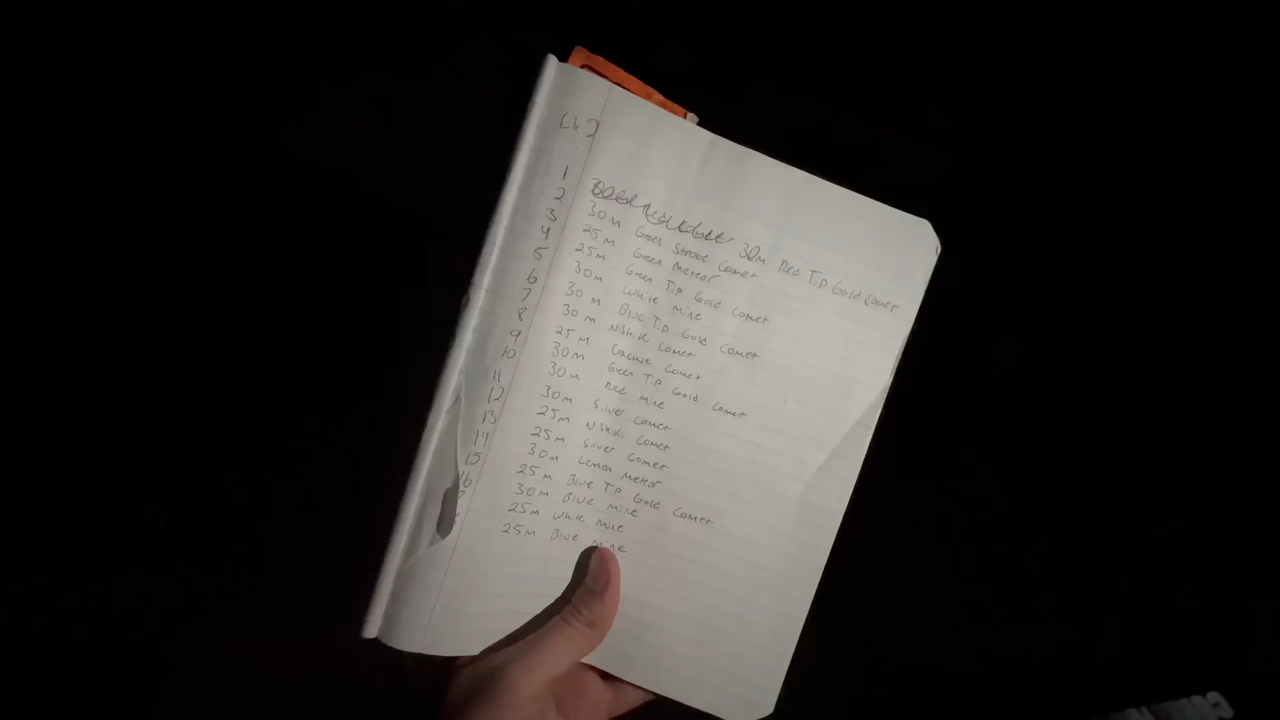 Ch 2
1 30m Red Tip Gold Comet
2 30m Green Strobe Comet
3 25m Green Meteor
4 25m Green Tip Gold Comet
5 30m White mine
6 30m Blue Tip Gold Comet
7 30m Nishiki Comet
8 25m Comet
9 30m Green Tip Gold Comet
10 30m Red mine
11 30m Silver Comet
12 25m Nishiki Comet
13 25m Silver Comet
14 30m Lemon Meteor
15 25m Blue Tip Gold Comet
16 30m Blue mine
25m White mine
25m Blue mine